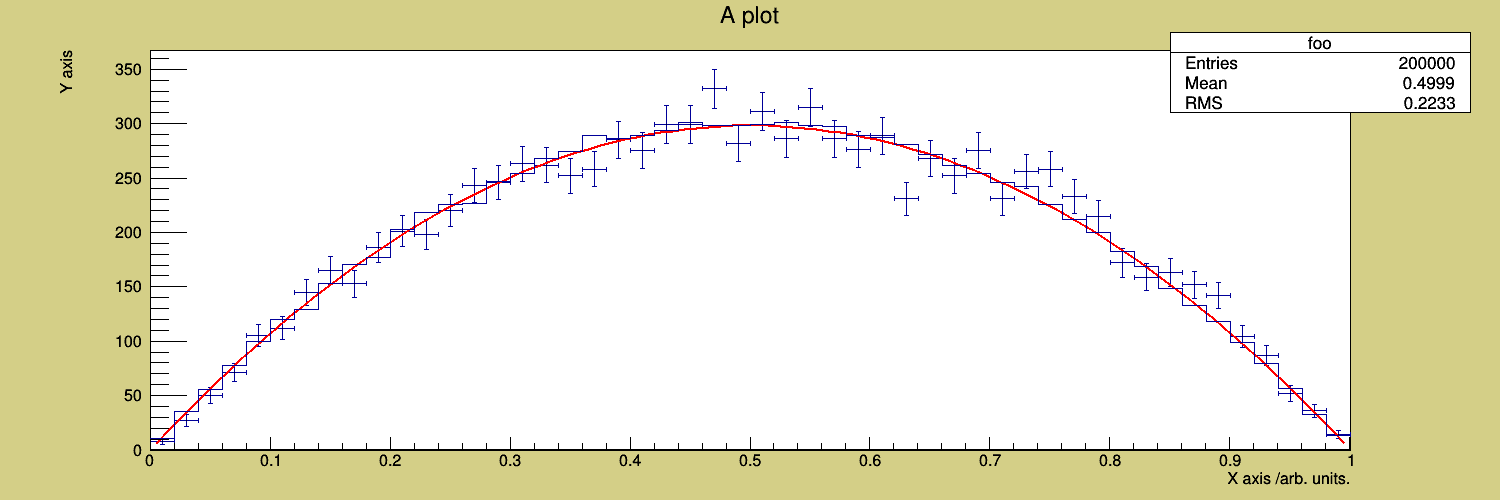 A plot
foo
Entries 200000
Mean 0.4999
RMS 0.2233
Y axis
350
300
250
200
150
100
50
0
0 0.1 0.2 0.3 0.4 0.5 0.6 0.7 0.8 0.9 1
X axis /arb. units.